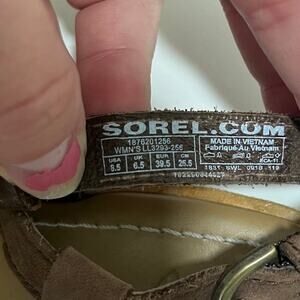 SOREL.COM
1876201256
WMN'S LL3293-256
USA UK EUR CM
8.5 6.5 39.5 25.5
MADE IN VIETNAM
Fabriqué Au Vietnam